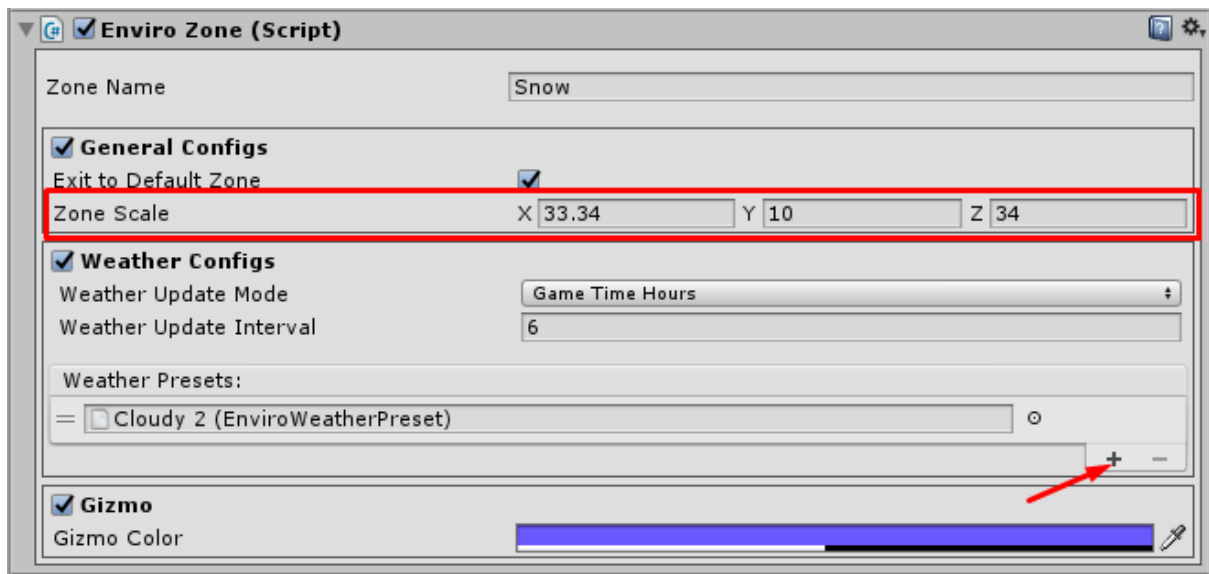 Enviro Zone (Script)
Zone Name Snow
General Configs
Exit to Default Zone
Zone Scale X 33.34 Y 10 Z 34
Weather Configs
Weather Update Mode Game Time Hours
Weather Update Interval 6
Weather Presets:
= Cloudy 2 (EnviroWeatherPreset)
+ −
Gizmo
Gizmo Color